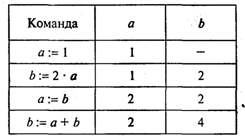 Команда a b
a := 1 1 –
b := 2 · a 1 2
a := b 2 2
b := a + b 2 4